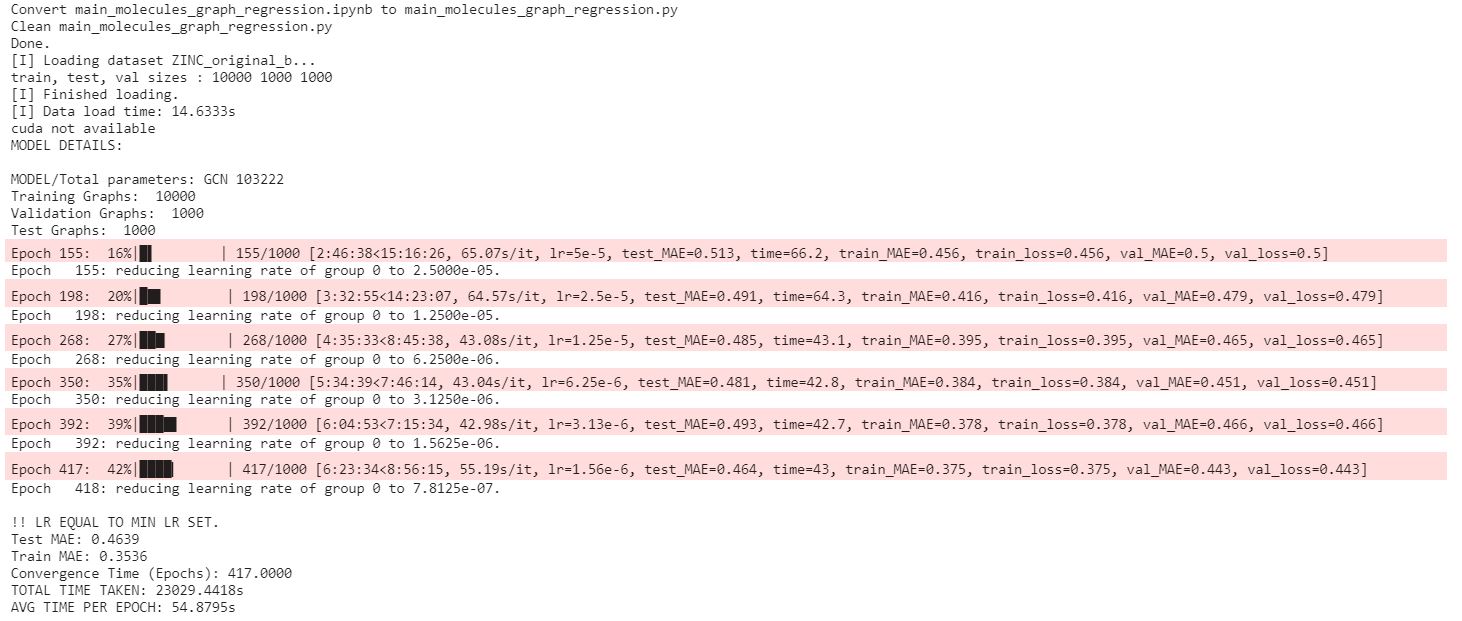 Convert main_molecules_graph_regression.ipynb to main_molecules_graph_regression.py
Clean main_molecules_graph_regression.py
Done.
[I] Loading dataset ZINC_original_b...
train, test, val sizes : 10000 1000 1000
[I] Finished loading.
[I] Data load time: 14.6333s
cuda not available
MODEL DETAILS:
MODEL/Total parameters: GCN 103222
Training Graphs:  10000
Validation Graphs:  1000
Test Graphs:  1000
Epoch 155:  16%|█▌        | 155/1000 [2:46:38<15:16:26, 65.07s/it, lr=5e-5, test_MAE=0.513, time=66.2, train_MAE=0.456, train_loss=0.456, val_MAE=0.5, val_loss=0.5]
Epoch   155: reducing learning rate of group 0 to 2.5000e-05.
Epoch 198:  20%|█▉        | 198/1000 [3:32:55<14:23:07, 64.57s/it, lr=2.5e-5, test_MAE=0.491, time=64.3, train_MAE=0.416, train_loss=0.416, val_MAE=0.479, val_loss=0.479]
Epoch   198: reducing learning rate of group 0 to 1.2500e-05.
Epoch 268:  27%|██▋       | 268/1000 [4:35:33<8:45:38, 43.08s/it, lr=1.25e-5, test_MAE=0.485, time=43.1, train_MAE=0.395, train_loss=0.395, val_MAE=0.465, val_loss=0.465]
Epoch   268: reducing learning rate of group 0 to 6.2500e-06.
Epoch 350:  35%|███▌      | 350/1000 [5:34:39<7:46:14, 43.04s/it, lr=6.25e-6, test_MAE=0.481, time=42.8, train_MAE=0.384, train_loss=0.384, val_MAE=0.451, val_loss=0.451]
Epoch   350: reducing learning rate of group 0 to 3.1250e-06.
Epoch 392:  39%|███▉      | 392/1000 [6:04:53<7:15:34, 42.98s/it, lr=3.13e-6, test_MAE=0.493, time=42.7, train_MAE=0.378, train_loss=0.378, val_MAE=0.466, val_loss=0.466]
Epoch   392: reducing learning rate of group 0 to 1.5625e-06.
Epoch 417:  42%|████▏     | 417/1000 [6:23:34<8:56:15, 55.19s/it, lr=1.56e-6, test_MAE=0.464, time=43, train_MAE=0.375, train_loss=0.375, val_MAE=0.443, val_loss=0.443]
Epoch   418: reducing learning rate of group 0 to 7.8125e-07.
!! LR EQUAL TO MIN LR SET.
Test MAE: 0.4639
Train MAE: 0.3536
Convergence Time (Epochs): 417.0000
TOTAL TIME TAKEN: 23029.4418s
AVG TIME PER EPOCH: 54.8795s